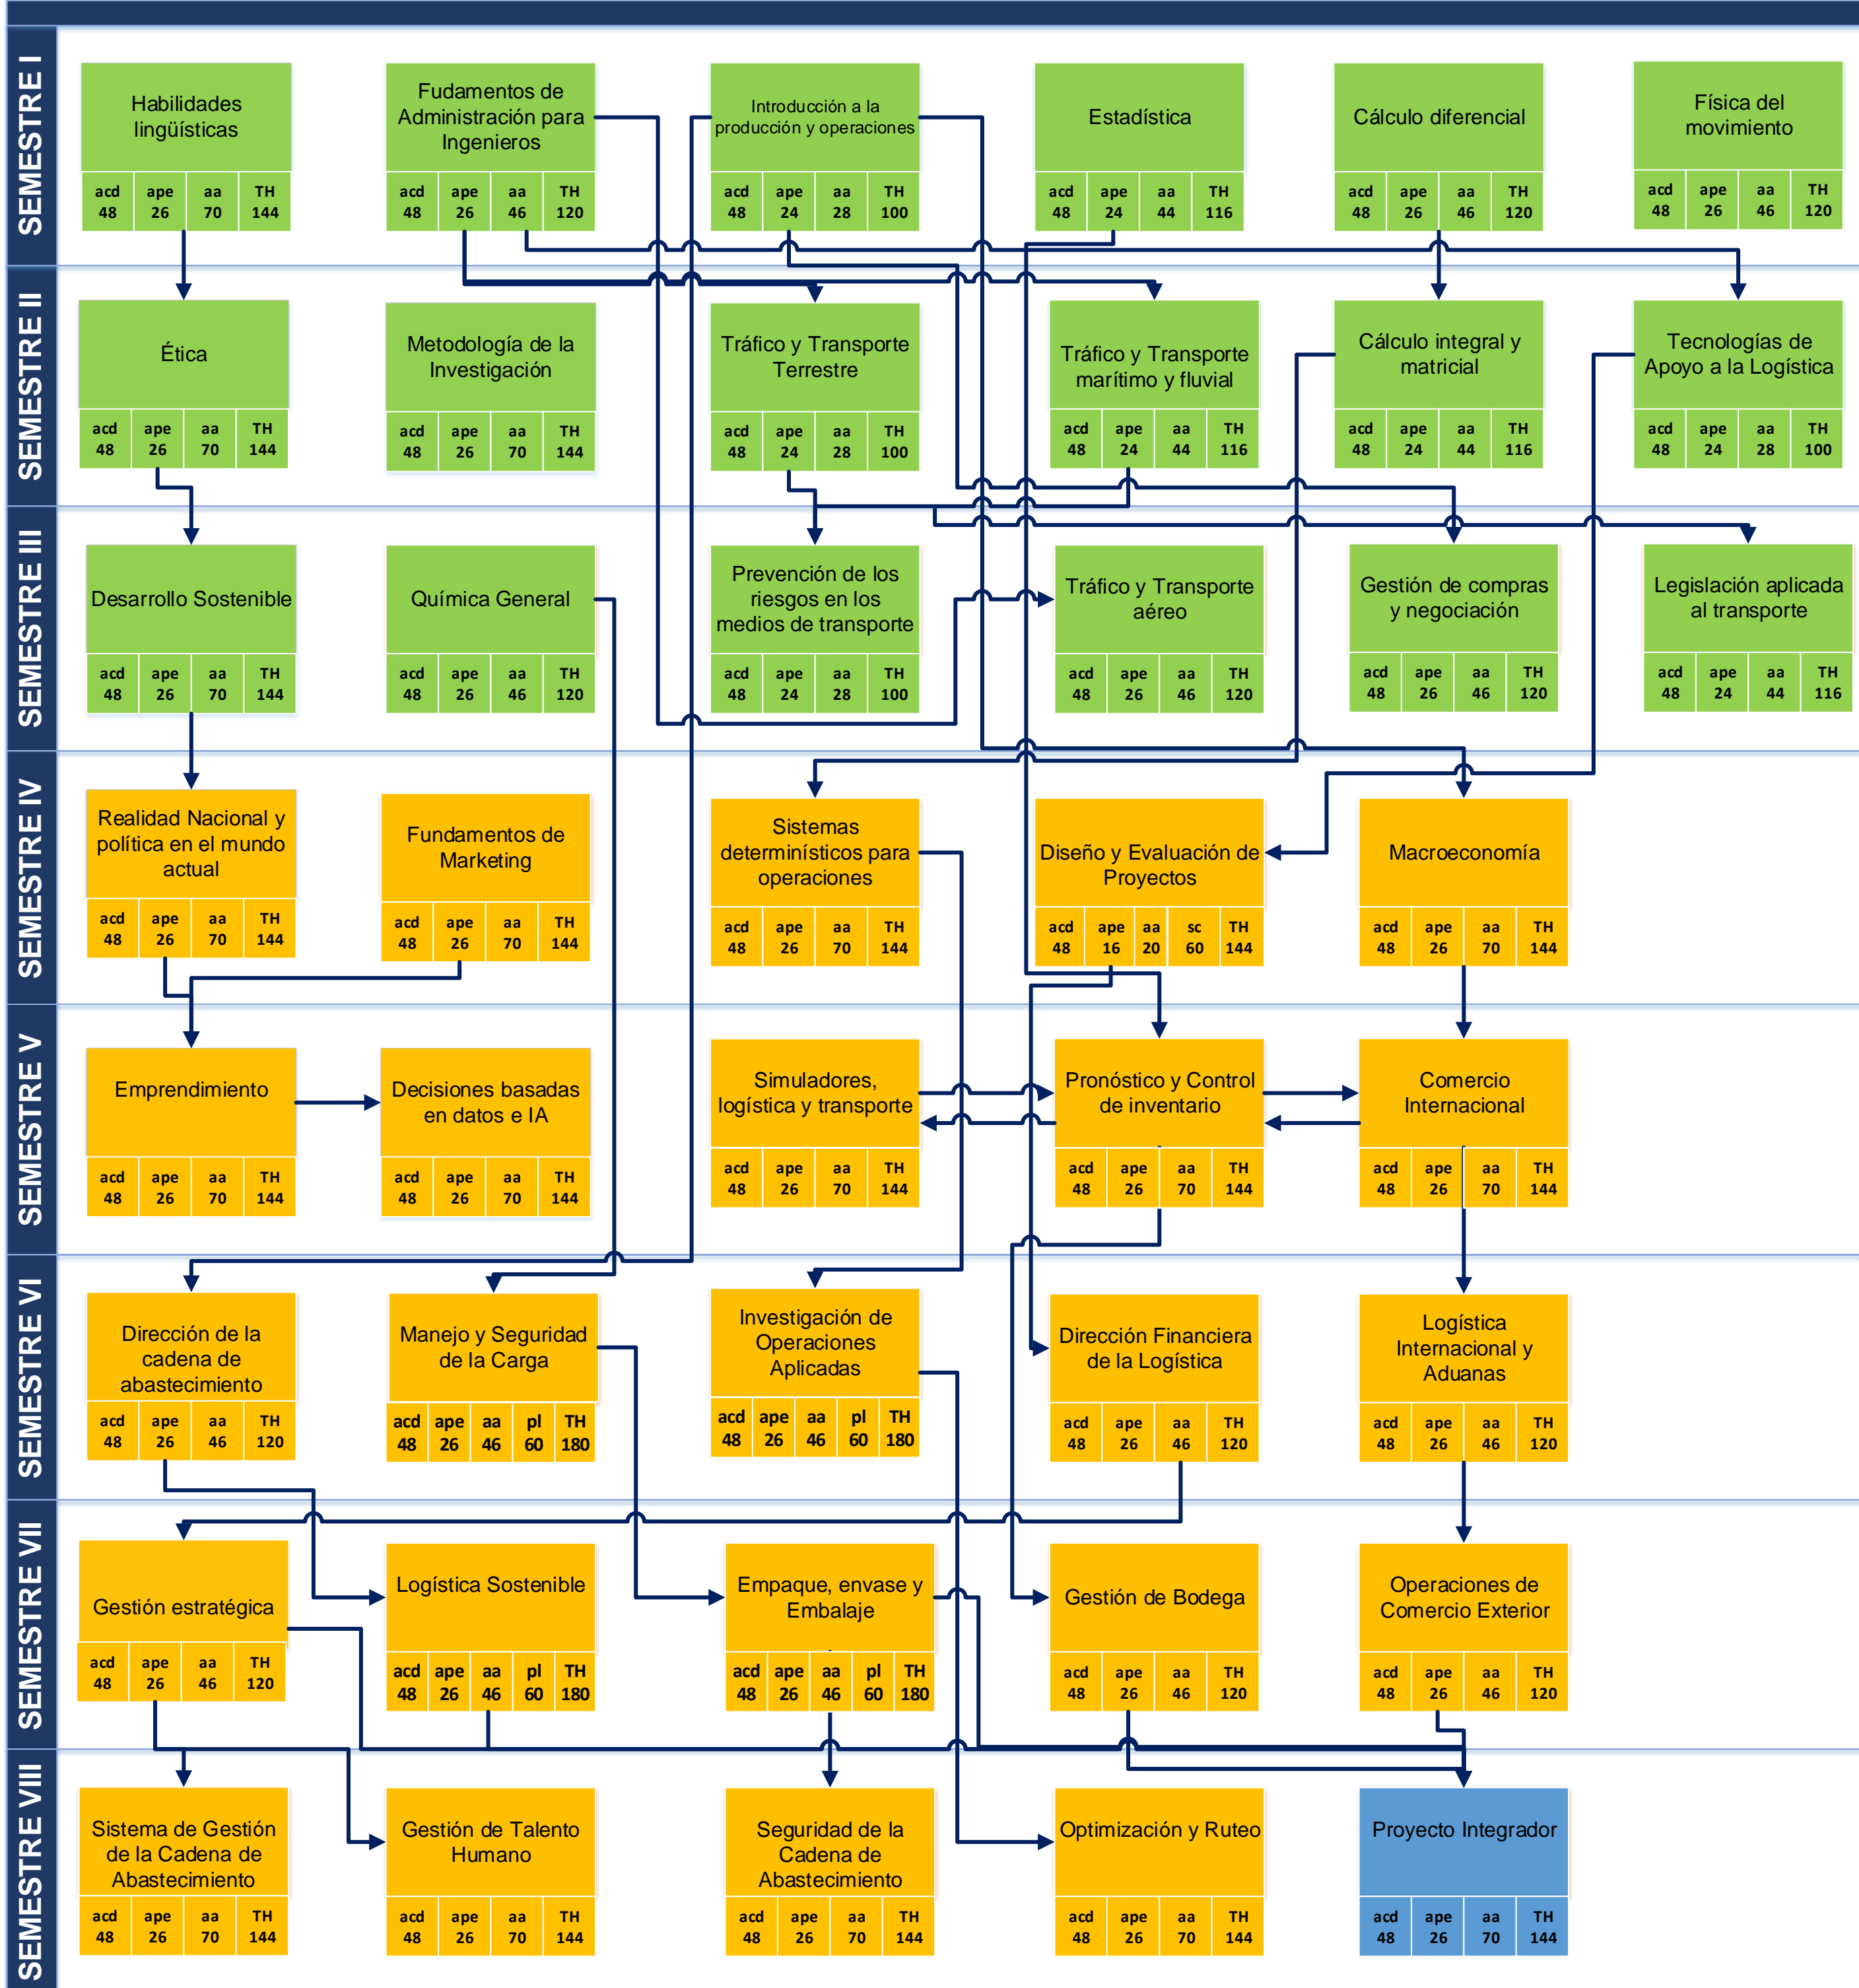 SEMESTRE I
Habilidades
lingüísticas
acd ape aa TH
48 26 70 144
Fudamentos de
Administración para
Ingenieros
acd ape aa TH
48 26 46 120
Introducción a la
producción y operaciones
acd ape aa TH
48 24 28 100
Estadística
acd ape aa TH
48 24 44 116
Cálculo diferencial
acd ape aa TH
48 26 46 120
Física del
movimiento
acd ape aa TH
48 26 46 120
SEMESTRE II
Ética
acd ape aa TH
48 26 70 144
Metodología de la
Investigación
acd ape aa TH
48 26 70 144
Tráfico y Transporte
Terrestre
acd ape aa TH
48 24 28 100
Tráfico y Transporte
marítimo y fluvial
acd ape aa TH
48 24 44 116
Cálculo integral y
matricial
acd ape aa TH
48 24 44 116
Tecnologías de
Apoyo a la Logística
acd ape aa TH
48 24 28 100
SEMESTRE III
Desarrollo Sostenible
acd ape aa TH
48 26 70 144
Química General
acd ape aa TH
48 26 46 120
Prevención de los
riesgos en los
medios de transporte
acd ape aa TH
48 24 28 100
Tráfico y Transporte
aéreo
acd ape aa TH
48 26 46 120
Gestión de compras
y negociación
acd ape aa TH
48 26 46 120
Legislación aplicada
al transporte
acd ape aa TH
48 24 44 116
SEMESTRE IV
Realidad Nacional y
política en el mundo
actual
acd ape aa TH
48 26 70 144
Fundamentos de
Marketing
acd ape aa TH
48 26 70 144
Sistemas
determinísticos para
operaciones
acd ape aa TH
48 26 70 144
Diseño y Evaluación de
Proyectos
acd ape aa sc TH
48 16 20 60 144
Macroeconomía
acd ape aa TH
48 26 70 144
SEMESTRE V
Emprendimiento
acd ape aa TH
48 26 70 144
Decisiones basadas
en datos e IA
acd ape aa TH
48 26 70 144
Simuladores,
logística y transporte
acd ape aa TH
48 26 70 144
Pronóstico y Control
de inventario
acd ape aa TH
48 26 70 144
Comercio
Internacional
acd ape aa TH
48 26 70 144
SEMESTRE VI
Dirección de la
cadena de
abastecimiento
acd ape aa TH
48 26 46 120
Manejo y Seguridad
de la Carga
acd ape aa pl TH
48 26 46 60 180
Investigación de
Operaciones
Aplicadas
acd ape aa pl TH
48 26 46 60 180
Dirección Financiera
de la Logística
acd ape aa TH
48 26 46 120
Logística
Internacional y
Aduanas
acd ape aa TH
48 26 46 120
SEMESTRE VII
Gestión estratégica
acd ape aa TH
48 26 46 120
Logística Sostenible
acd ape aa pl TH
48 26 46 60 180
Empaque, envase y
Embalaje
acd ape aa pl TH
48 26 46 60 180
Gestión de Bodega
acd ape aa TH
48 26 46 120
Operaciones de
Comercio Exterior
acd ape aa TH
48 26 46 120
SEMESTRE VIII
Sistema de Gestión
de la Cadena de
Abastecimiento
acd ape aa TH
48 26 70 144
Gestión de Talento
Humano
acd ape aa TH
48 26 70 144
Seguridad de la
Cadena de
Abastecimiento
acd ape aa TH
48 26 70 144
Optimización y Ruteo
acd ape aa TH
48 26 70 144
Proyecto Integrador
acd ape aa TH
48 26 70 144